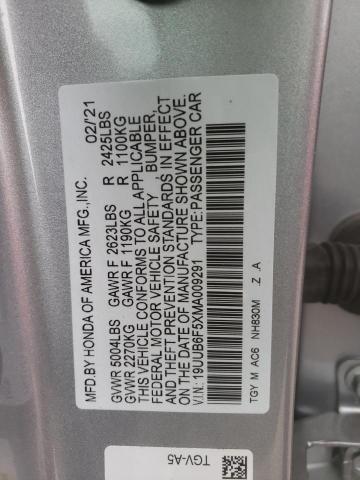 MFD.BY HONDA OF AMERICA MFG.,INC. 02/'21
GVWR 5004LBS GAWR F 2623LBS R 2425LBS
GVWR 2270KG GAWR F 1190KG R 1100KG
THIS VEHICLE CONFORMS TO ALL APPLICABLE
FEDERAL MOTOR VEHICLE SAFETY, BUMPER,
AND THEFT PREVENTION STANDARDS IN EFFECT
ON THE DATE OF MANUFACTURE SHOWN ABOVE.
V.I.N: 19UUB6F5XMA009291 TYPE:PASSENGER CAR
TGY M AC6 NH830M Z .A
TGV-A5